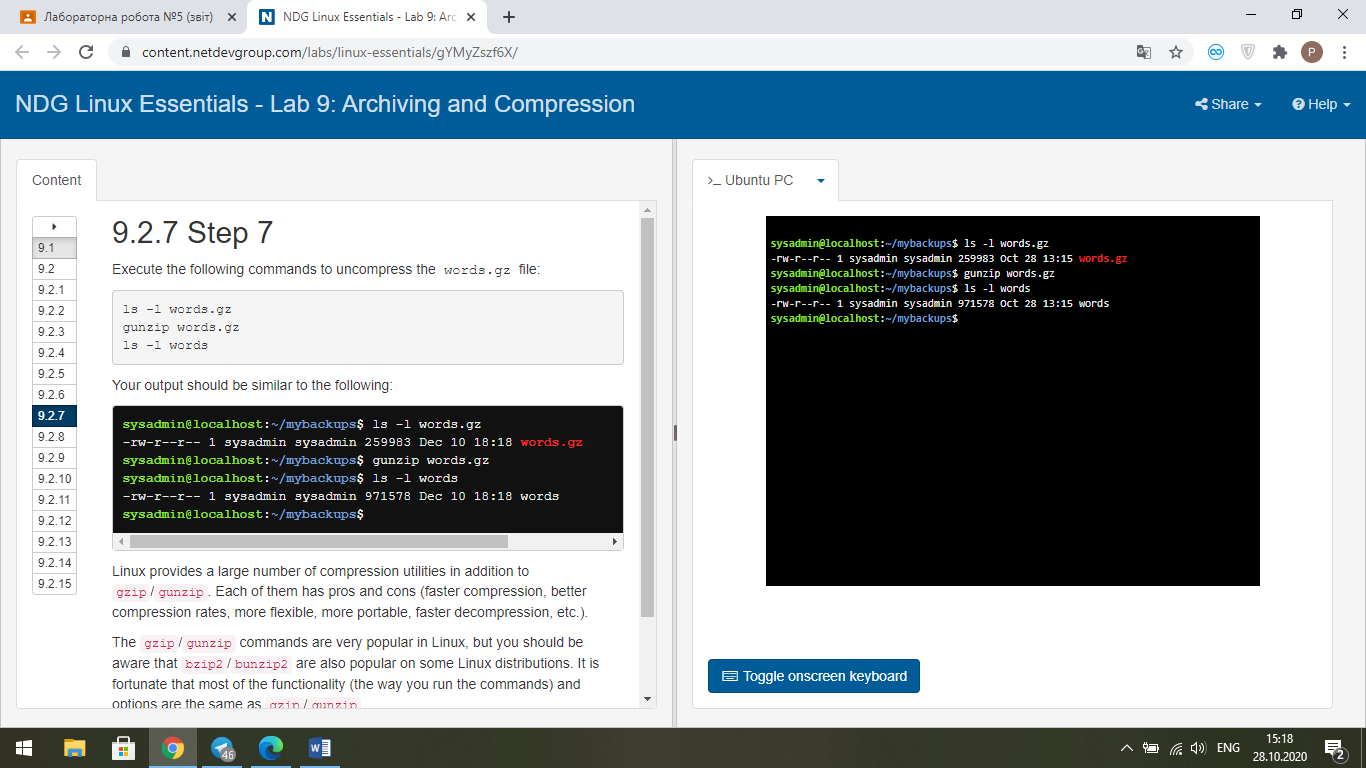 Лабораторна робота №5 (звіт)
NDG Linux Essentials - Lab 9: Arc
content.netdevgroup.com/labs/linux-essentials/gYMyZszf6X/
P
NDG Linux Essentials - Lab 9: Archiving and Compression
Share
Help
Content
9.1
9.2
9.2.1
9.2.2
9.2.3
9.2.4
9.2.5
9.2.6
9.2.7
9.2.8
9.2.9
9.2.10
9.2.11
9.2.12
9.2.13
9.2.14
9.2.15
9.2.7 Step 7
Execute the following commands to uncompress the words.gz file:
ls -l words.gz
gunzip words.gz
ls -l words
Your output should be similar to the following:
sysadmin@localhost:~/mybackups$ ls -l words.gz
-rw-r--r-- 1 sysadmin sysadmin 259983 Dec 10 18:18 words.gz
sysadmin@localhost:~/mybackups$ gunzip words.gz
sysadmin@localhost:~/mybackups$ ls -l words
-rw-r--r-- 1 sysadmin sysadmin 971578 Dec 10 18:18 words
sysadmin@localhost:~/mybackups$
Linux provides a large number of compression utilities in addition to
gzip / gunzip . Each of them has pros and cons (faster compression, better
compression rates, more flexible, more portable, faster decompression, etc.).
The gzip / gunzip commands are very popular in Linux, but you should be
aware that bzip2 / bunzip2 are also popular on some Linux distributions. It is
fortunate that most of the functionality (the way you run the commands) and
options are the same as gzip / gunzip
>_ Ubuntu PC
sysadmin@localhost:~/mybackups$ ls -l words.gz
-rw-r--r-- 1 sysadmin sysadmin 259983 Oct 28 13:15 words.gz
sysadmin@localhost:~/mybackups$ gunzip words.gz
sysadmin@localhost:~/mybackups$ ls -l words
-rw-r--r-- 1 sysadmin sysadmin 971578 Oct 28 13:15 words
sysadmin@localhost:~/mybackups$
Toggle onscreen keyboard
46
ENG
15:18
28.10.2020
2